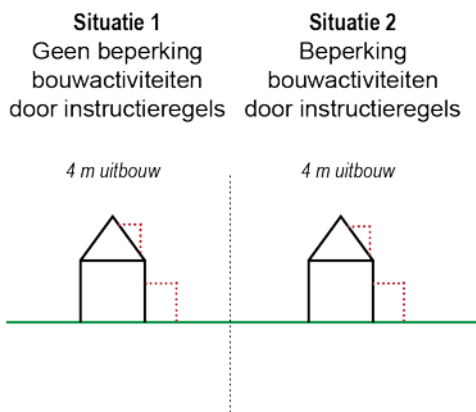 Situatie 1
Geen beperking
bouwactiviteiten
door instructieregels
4 m uitbouw
Situatie 2
Beperking
bouwactiviteiten
door instructieregels
4 m uitbouw